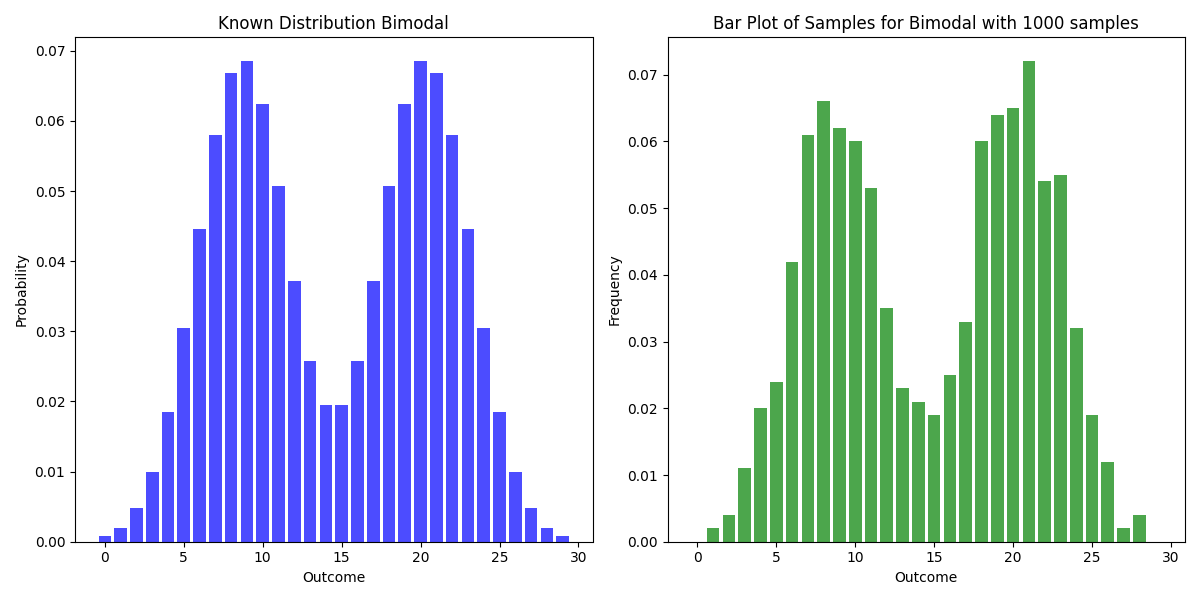 Known Distribution Bimodal
0.07
0.06
0.05
0.04
0.03
0.02
0.01
0.00
Probability
0 5 10 15 20 25 30
Outcome
Bar Plot of Samples for Bimodal with 1000 samples
0.07
0.06
0.05
0.04
0.03
0.02
0.01
0.00
Frequency
0 5 10 15 20 25 30
Outcome